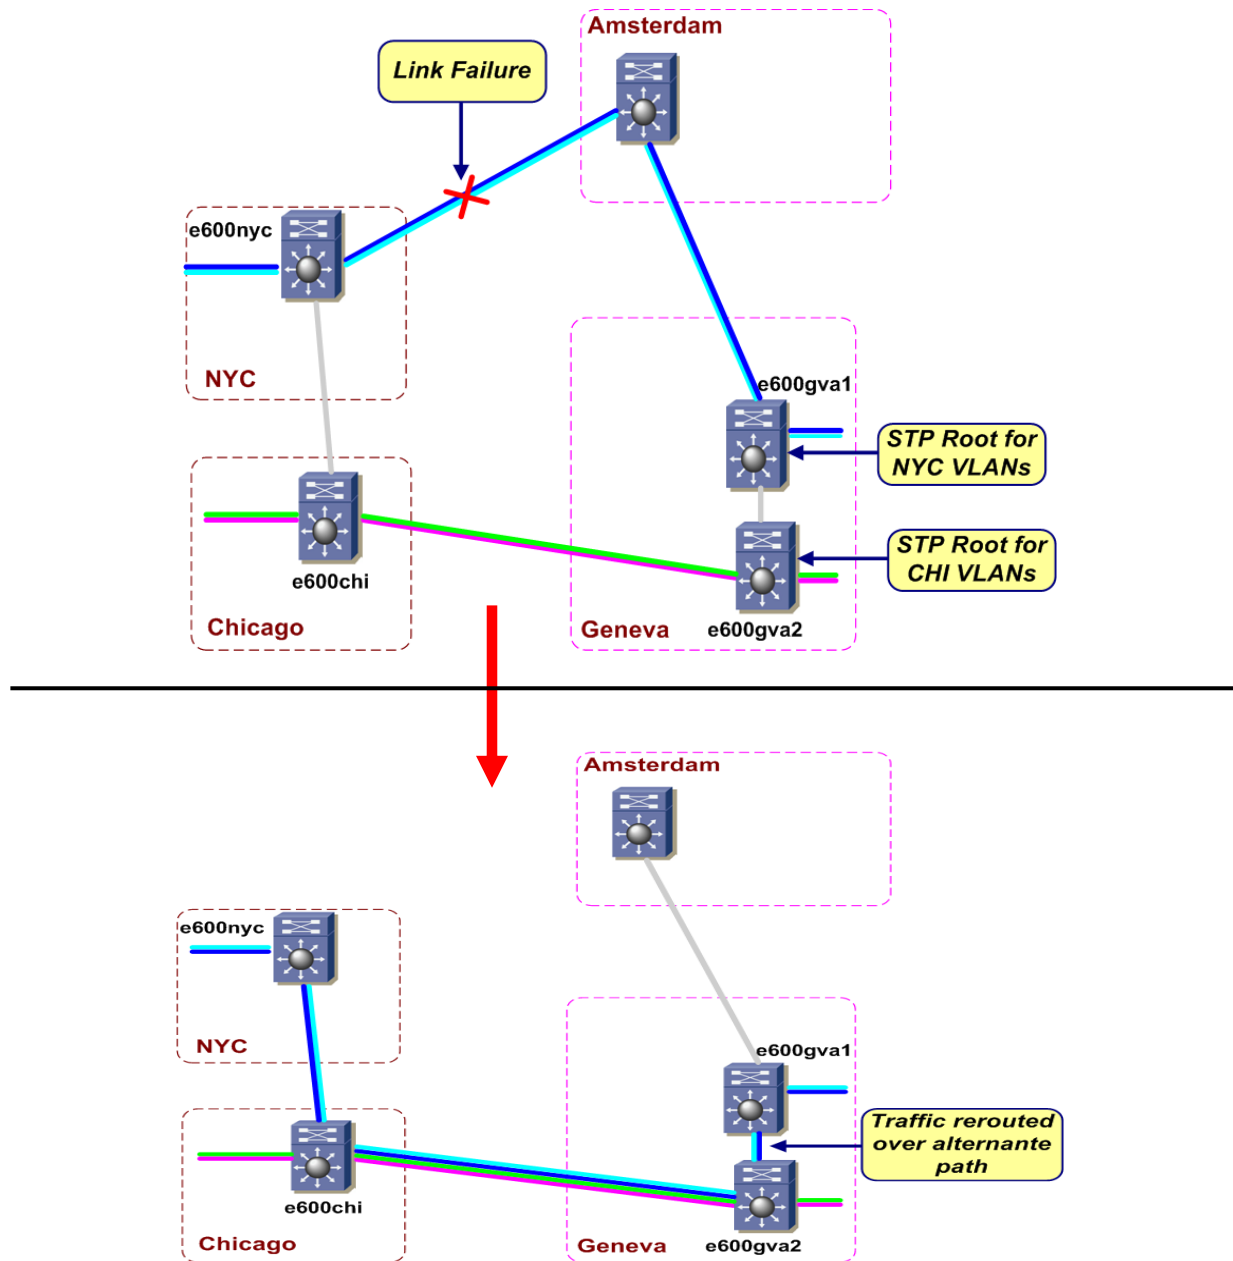 Amsterdam
Link Failure
e600nyc
NYC
e600gva1
STP Root for
NYC VLANs
STP Root for
CHI VLANs
e600chi
Chicago
Geneva
e600gva2
Amsterdam
e600nyc
NYC
e600gva1
Traffic rerouted
over alternante
path
e600chi
Chicago
Geneva
e600gva2